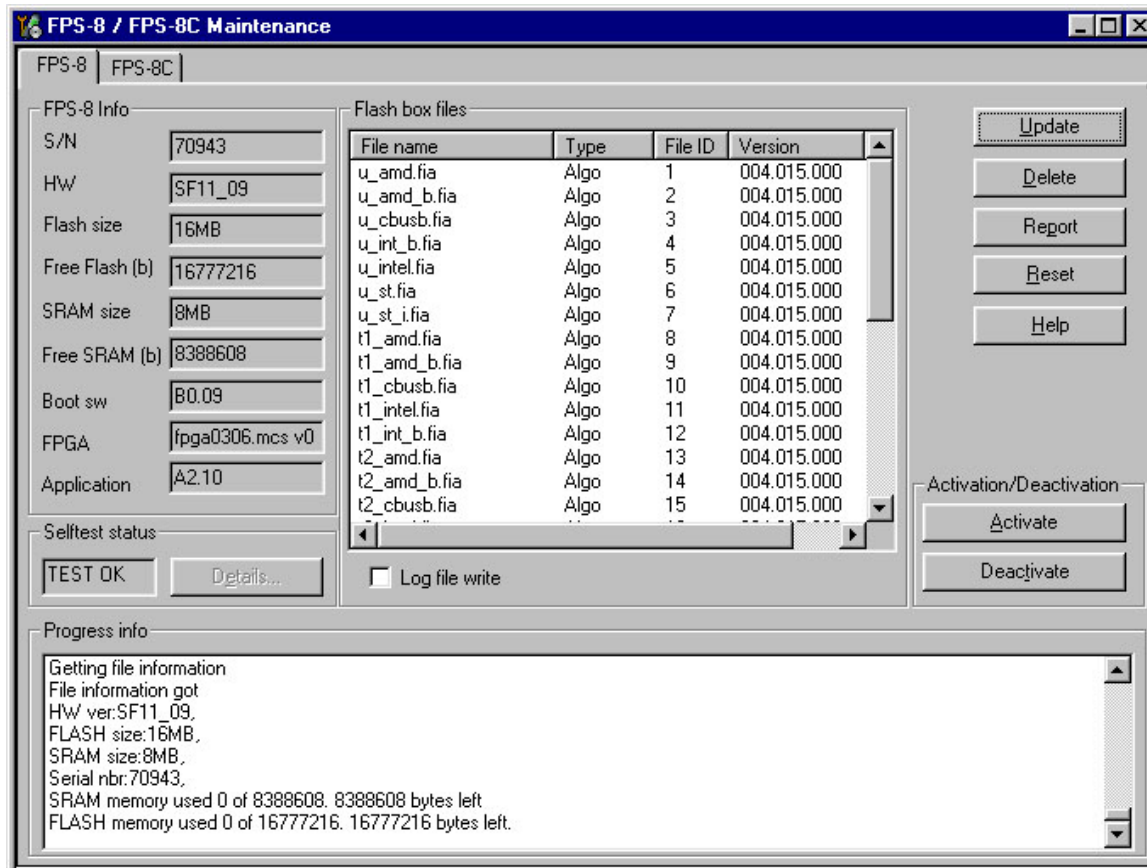 FPS-8 / FPS-8C Maintenance
FPS-8 FPS-8C
FPS-8 Info
S/N 70943
HW SF11_09
Flash size 16MB
Free Flash (b) 16777216
SRAM size 8MB
Free SRAM (b) 8388608
Boot sw B0.09
FPGA fpga0306.mcs v0
Application A2.10
Selftest status
TEST OK Details...
Flash box files
File name Type File ID Version
u_amd.fia Algo 1 004.015.000
u_amd_b.fia Algo 2 004.015.000
u_cbusb.fia Algo 3 004.015.000
u_int_b.fia Algo 4 004.015.000
u_intel.fia Algo 5 004.015.000
u_st.fia Algo 6 004.015.000
u_st_i.fia Algo 7 004.015.000
t1_amd.fia Algo 8 004.015.000
t1_amd_b.fia Algo 9 004.015.000
t1_cbusb.fia Algo 10 004.015.000
t1_intel.fia Algo 11 004.015.000
t1_int_b.fia Algo 12 004.015.000
t2_amd.fia Algo 13 004.015.000
t2_amd_b.fia Algo 14 004.015.000
t2_cbusb.fia Algo 15 004.015.000
Log file write
Update
Delete
Report
Reset
Help
Activation/Deactivation
Activate
Deactivate
Progress info
Getting file information
File information got
HW ver:SF11_09,
FLASH size:16MB,
SRAM size:8MB,
Serial nbr:70943,
SRAM memory used 0 of 8388608. 8388608 bytes left
FLASH memory used 0 of 16777216. 16777216 bytes left.